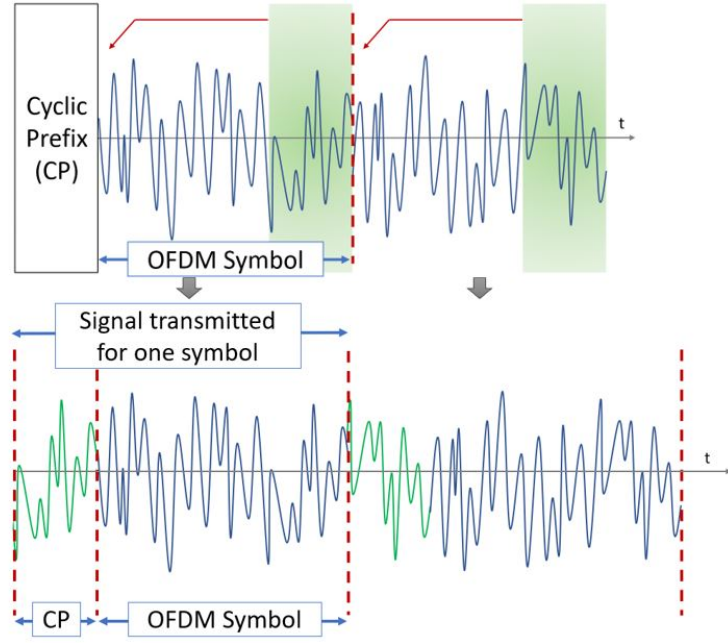 Cyclic
Prefix
(CP)
t
OFDM Symbol
Signal transmitted
for one symbol
t
CP
OFDM Symbol